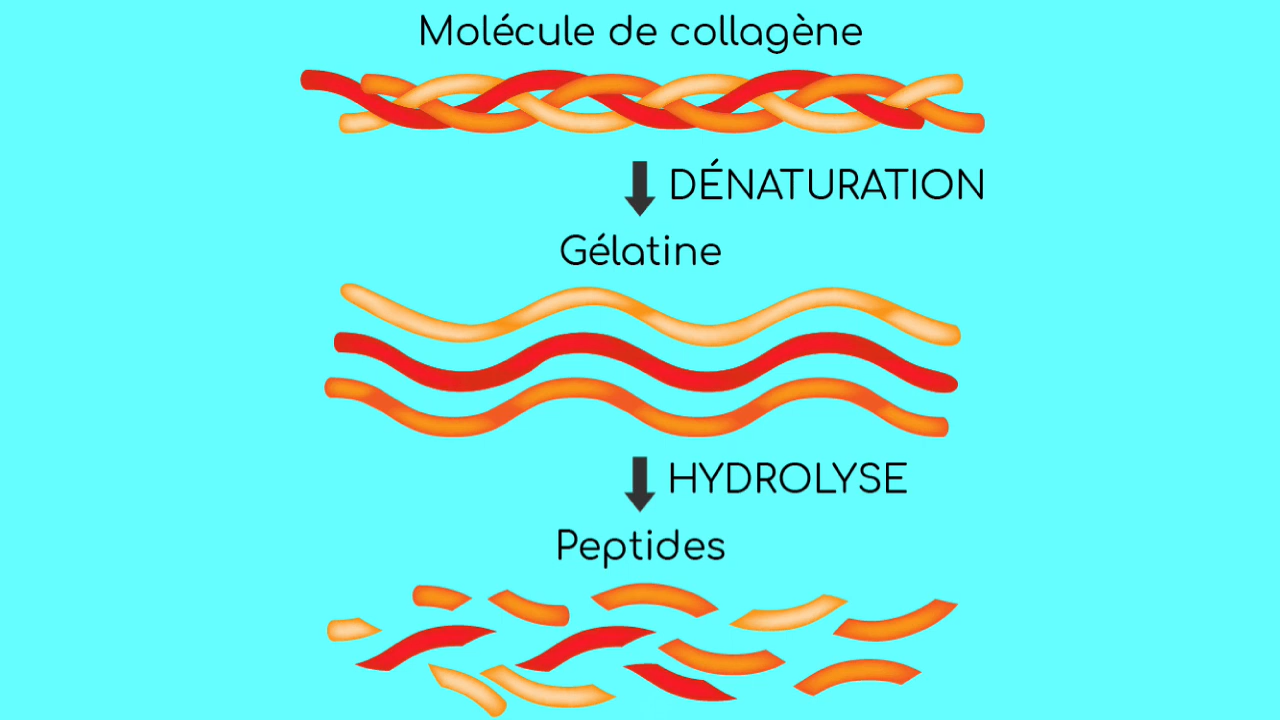 Molécule de collagène
DÉNATURATION
Gélatine
HYDROLYSE
Peptides